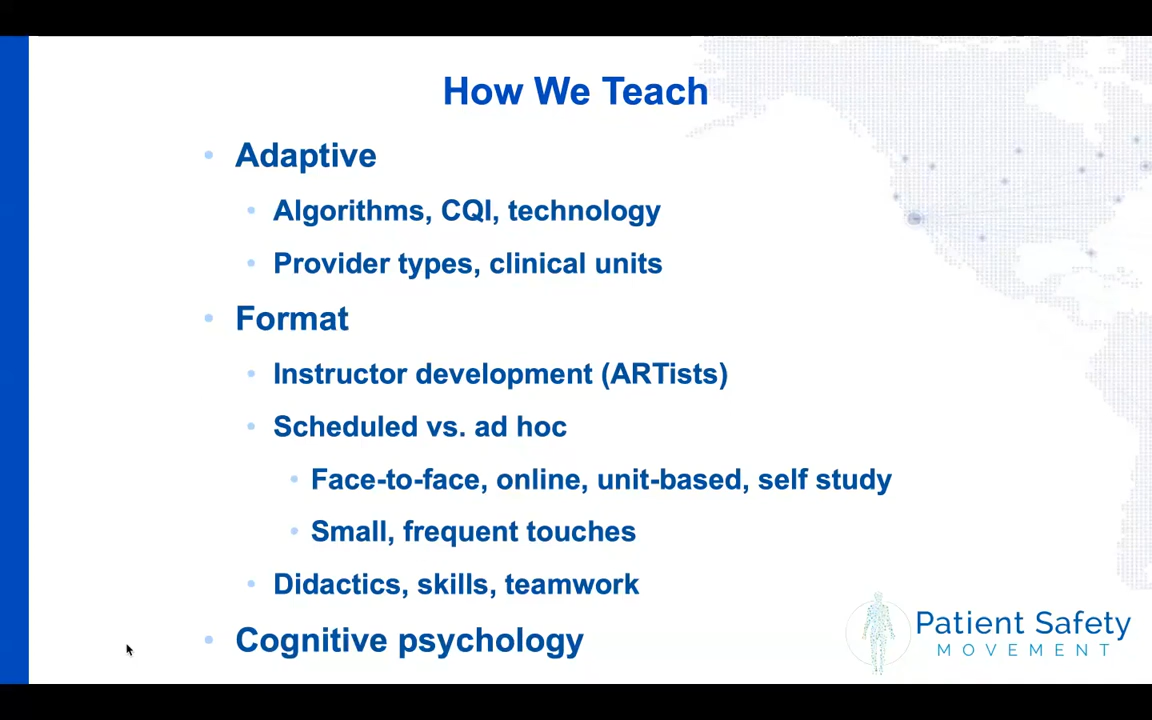 How We Teach
• Adaptive
• Algorithms, CQI, technology
• Provider types, clinical units
• Format
• Instructor development (ARTists)
• Scheduled vs. ad hoc
• Face-to-face, online, unit-based, self study
• Small, frequent touches
• Didactics, skills, teamwork
• Cognitive psychology
Patient Safety
MOVEMENT